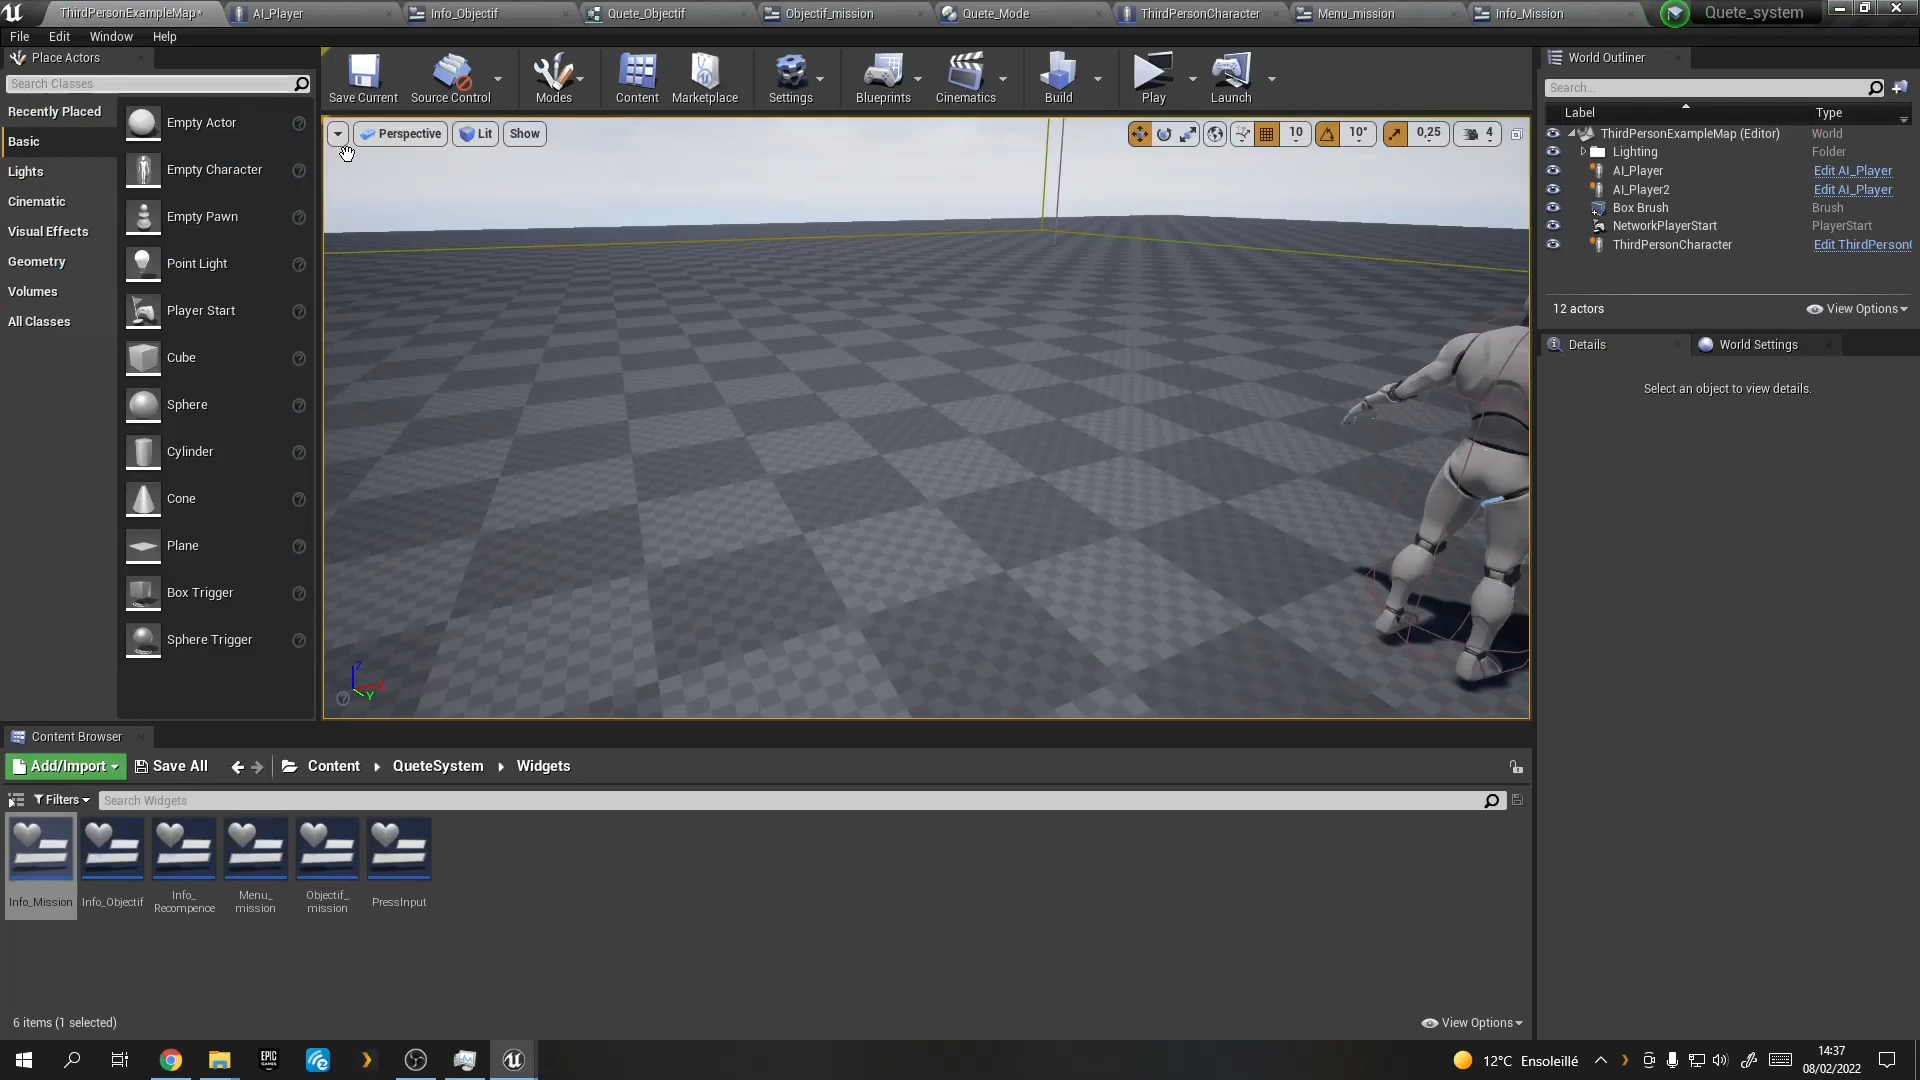 ThirdPersonExampleMap*
AI_Player
Info_Objectif
Quete_Objectif
Objectif_mission
Quete_Mode
ThirdPersonCharacter
Menu_mission
Info_Mission
Quete_system
File Edit Window Help
Place Actors
Search Classes
Recently Placed
Basic
Lights
Cinematic
Visual Effects
Geometry
Volumes
All Classes
Empty Actor
Empty Character
Empty Pawn
Point Light
Player Start
Cube
Sphere
Cylinder
Cone
Plane
Box Trigger
Sphere Trigger
Save Current
Source Control
Modes
Content
Marketplace
Settings
Blueprints
Cinematics
Build
Play
Launch
Perspective Lit Show
10 10° 0,25 4
Z
X
Y
World Outliner
Search...
Label Type
ThirdPersonExampleMap (Editor) World
Lighting Folder
AI_Player Edit AI_Player
AI_Player2 Edit AI_Player
Box Brush Brush
NetworkPlayerStart PlayerStart
ThirdPersonCharacter Edit ThirdPerson(
12 actors View Options
Details World Settings
Select an object to view details.
Content Browser
Add/Import Save All Content QueteSystem Widgets
Filters Search Widgets
Info_Mission
Info_Objectif
Info_
Recompence
Menu_
mission
Objectif_
mission
PressInput
6 items (1 selected) View Options
EPIC
GAMES
12°C Ensoleillé
14:37
08/02/2022